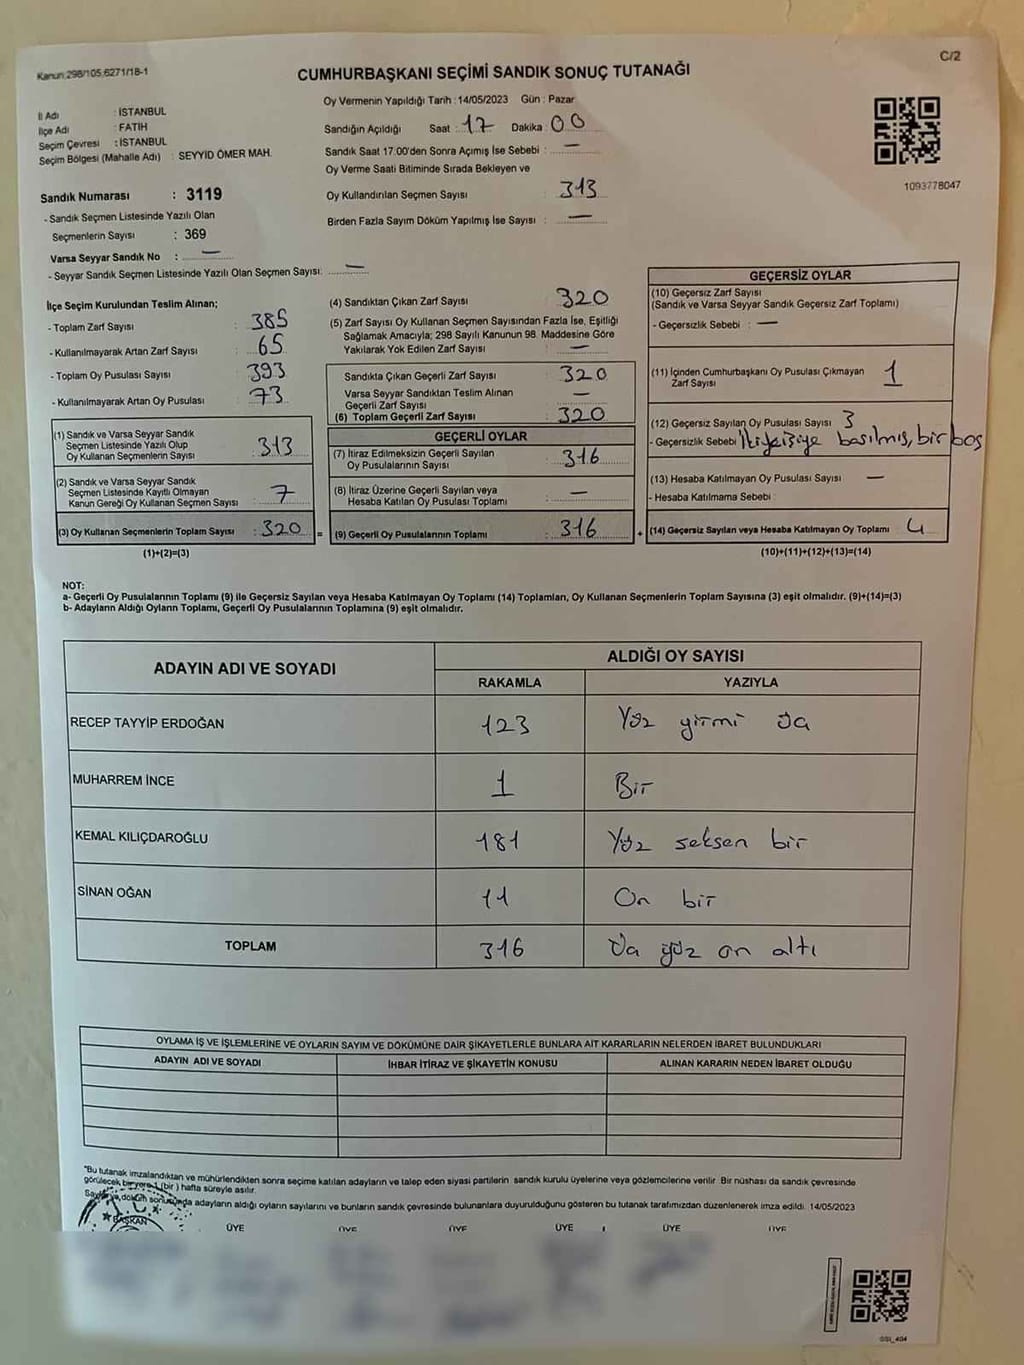 Kanun:298/105,6271/18-1
C/2
CUMHURBAŞKANI SEÇİMİ SANDIK SONUÇ TUTANAĞI
İl Adı : İSTANBUL
İlçe Adı : FATİH
Seçim Çevresi : İSTANBUL
Seçim Bölgesi (Mahalle Adı) : SEYYİD ÖMER MAH.
Oy Vermenin Yapıldığı Tarih : 14/05/2023 Gün : Pazar
Sandığın Açıldığı Saat : 17 Dakika : 00
Sandık Saat 17.00'den Sonra Açımış İse Sebebi : —
Oy Verme Saati Bitiminde Sırada Bekleyen ve
Oy Kullandırılan Seçmen Sayısı : 313
Birden Fazla Sayım Döküm Yapılmış İse Sayısı : —
1093778047
Sandık Numarası : 3119
- Sandık Seçmen Listesinde Yazılı Olan
Seçmenlerin Sayısı : 369
Varsa Seyyar Sandık No : —
- Seyyar Sandık Seçmen Listesinde Yazılı Olan Seçmen Sayısı: —
İlçe Seçim Kurulundan Teslim Alınan;
- Toplam Zarf Sayısı : 385
- Kullanılmayarak Artan Zarf Sayısı : 65
- Toplam Oy Pusulası Sayısı : 393
- Kullanılmayarak Artan Oy Pusulası : 73
(1) Sandık ve Varsa Seyyar Sandık
Seçmen Listesinde Yazılı Olup
Oy Kullanan Seçmenlerin Sayısı : 313
(2) Sandık ve Varsa Seyyar Sandık
Seçmen Listesinde Kayıtlı Olmayan
Kanun Gereği Oy Kullanan Seçmen Sayısı : 7
(3) Oy Kullanan Seçmenlerin Toplam Sayısı : 320 =
(1)+(2)=(3)
(4) Sandıktan Çıkan Zarf Sayısı : 320
(5) Zarf Sayısı Oy Kullanan Seçmen Sayısından Fazla İse, Eşitliği
Sağlamak Amacıyla; 298 Sayılı Kanunun 98. Maddesine Göre
Yakılarak Yok Edilen Zarf Sayısı : —
Sandıkta Çıkan Geçerli Zarf Sayısı : 320
Varsa Seyyar Sandıktan Teslim Alınan
Geçerli Zarf Sayısı : —
(6) Toplam Geçerli Zarf Sayısı : 320
GEÇERLİ OYLAR
(7) İtiraz Edilmeksizin Geçerli Sayılan
Oy Pusulalarının Sayısı : 316
(8) İtiraz Üzerine Geçerli Sayılan veya
Hesaba Katılan Oy Pusulası Toplamı : —
(9) Geçerli Oy Pusulalarının Toplamı : 316 +
GEÇERSİZ OYLAR
(10) Geçersiz Zarf Sayısı
(Sandık ve Varsa Seyyar Sandık Geçersiz Zarf Toplamı)
- Geçersizlik Sebebi : —
(11) İçinden Cumhurbaşkanı Oy Pusulası Çıkmayan
Zarf Sayısı 1
(12) Geçersiz Sayılan Oy Pusulası Sayısı 3
- Geçersizlik Sebebi İki kişiye basılmış, bir boş
(13) Hesaba Katılmayan Oy Pusulası Sayısı —
- Hesaba Katılmama Sebebi :
(14) Geçersiz Sayılan veya Hesaba Katılmayan Oy Toplamı : 4
(10)+(11)+(12)+(13)=(14)
NOT:
a- Geçerli Oy Pusulalarının Toplamı (9) ile Geçersiz Sayılan veya Hesaba Katılmayan Oy Toplamı (14) Toplamları, Oy Kullanan Seçmenlerin Toplam Sayısına (3) eşit olmalıdır. (9)+(14)=(3)
b- Adayların Aldığı Oyların Toplamı, Geçerli Oy Pusulalarının Toplamına (9) eşit olmalıdır.
ADAYIN ADI VE SOYADI ALDIĞI OY SAYISI
RAKAMLA YAZIYLA
RECEP TAYYİP ERDOĞAN 123 Yüz yirmi üç
MUHARREM İNCE 1 Bir
KEMAL KILIÇDAROĞLU 181 Yüz seksen bir
SİNAN OĞAN 11 On bir
TOPLAM 316 Üç yüz on altı
OYLAMA İŞ VE İŞLEMLERİNE VE OYLARIN SAYIM VE DÖKÜMÜNE DAİR ŞİKAYETLERLE BUNLARA AİT KARARLARIN NELERDEN İBARET BULUNDUKLARI
ADAYIN ADI VE SOYADI İHBAR İTİRAZ VE ŞİKAYETİN KONUSU ALINAN KARARIN NEDEN İBARET OLDUĞU
*Bu tutanak imzalandıktan ve mühürlendikten sonra seçime katılan adayların ve talep eden siyasi partilerin sandık kurulu üyelerine veya gözlemcilerine verilir. Bir nüshası da sandık çevresinde
görülecek bir yere 1 (bir) hafta süreyle asılır.
Sayım ve döküm sonucunda adayların aldığı oyların sayılarını ve bunların sandık çevresinde bulunanlara duyurulduğunu gösteren bu tutanak tarafımızdan düzenlenerek imza edildi. 14/05/2023
BAŞKAN ÜYE ÜYE ÜYE ÜYE ÜYE ÜYE